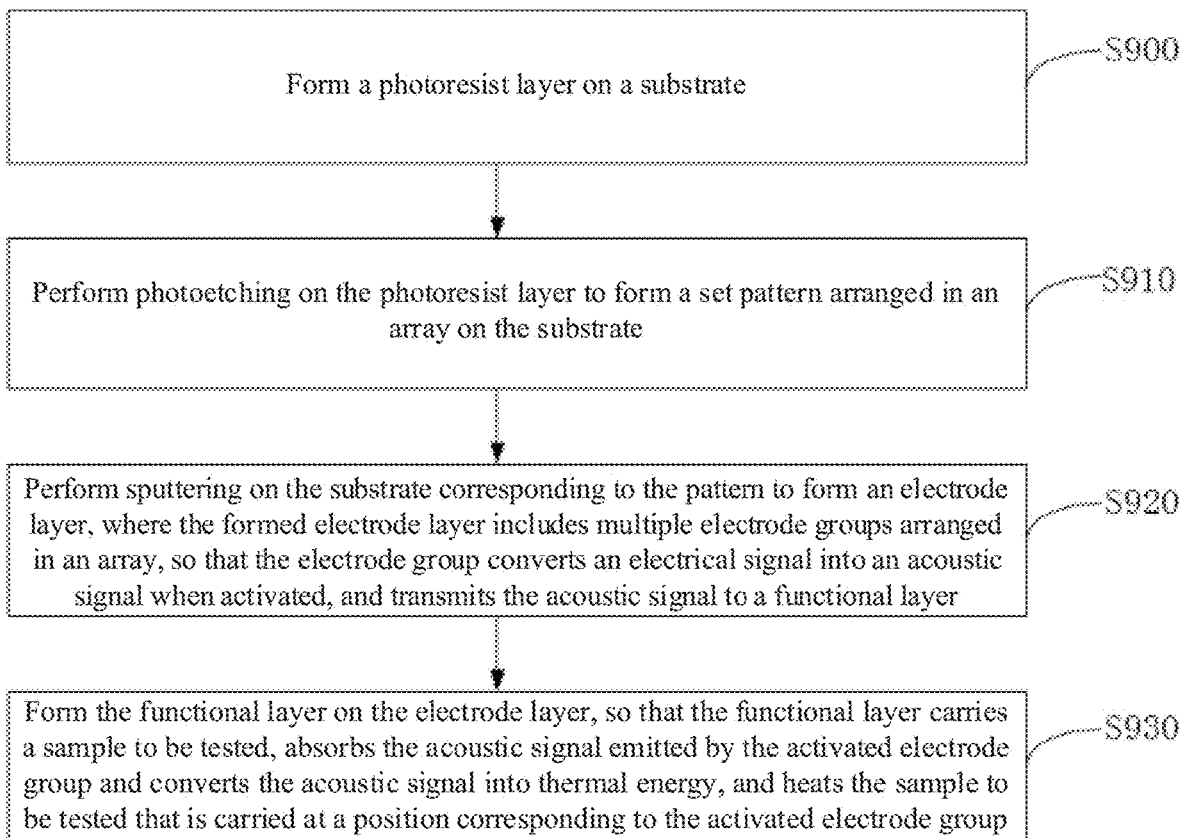 Form a photoresist layer on a substrate
S900
Perform photoetching on the photoresist layer to form a set pattern arranged in an
array on the substrate
S910
Perform sputtering on the substrate corresponding to the pattern to form an electrode
layer, where the formed electrode layer includes multiple electrode groups arranged
in an array, so that the electrode group converts an electrical signal into an acoustic
signal when activated, and transmits the acoustic signal to a functional layer
S920
Form the functional layer on the electrode layer, so that the functional layer carries
a sample to be tested, absorbs the acoustic signal emitted by the activated electrode
group and converts the acoustic signal into thermal energy, and heats the sample to
be tested that is carried at a position corresponding to the activated electrode group
S930